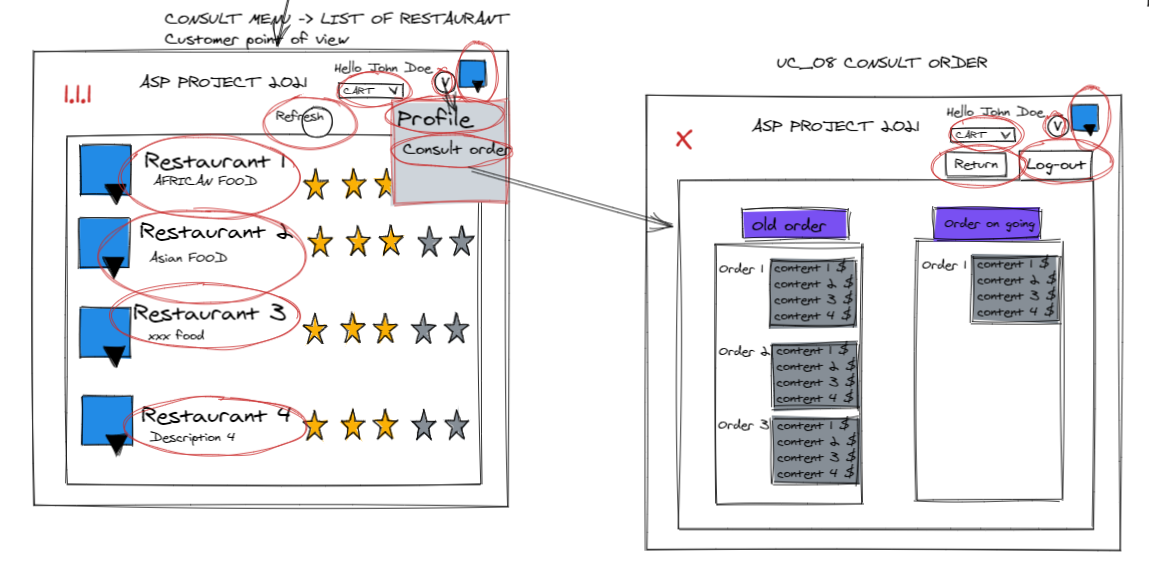 CONSULT MENU -> LIST OF RESTAURANT
Customer point of view
1.1.1
ASP PROJECT 2021
Hello John Doe
CART V
V
Refresh
Profile
Consult order
Restaurant 1
AFRICAN FOOD
Restaurant 2
Asian FOOD
Restaurant 3
xxx food
Restaurant 4
Description 4
UC_08 CONSULT ORDER
X
ASP PROJECT 2021
Hello John Doe
CART V
V
Return
Log-out
Old order
Order 1
content 1 $
content 2 $
content 3 $
content 4 $
Order 2
content 1 $
content 2 $
content 3 $
content 4 $
Order 3
content 1 $
content 2 $
content 3 $
content 4 $
Order on going
Order 1
content 1 $
content 2 $
content 3 $
content 4 $